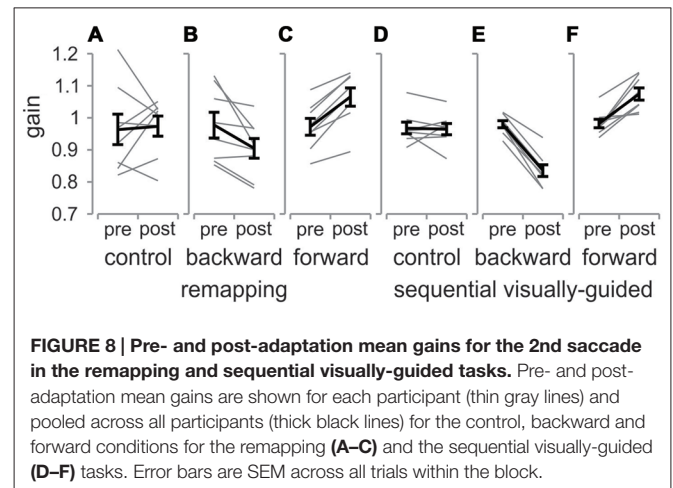 A B C D E F
1.2
1.1
1
0.9
0.8
0.7
gain
pre post pre post pre post pre post pre post pre post
control backward forward control backward forward
remapping sequential visually-guided
FIGURE 8 | Pre- and post-adaptation mean gains for the 2nd saccade
in the remapping and sequential visually-guided tasks. Pre- and post-
adaptation mean gains are shown for each participant (thin gray lines) and
pooled across all participants (thick black lines) for the control, backward and
forward conditions for the remapping (A–C) and the sequential visually-guided
(D–F) tasks. Error bars are SEM across all trials within the block.